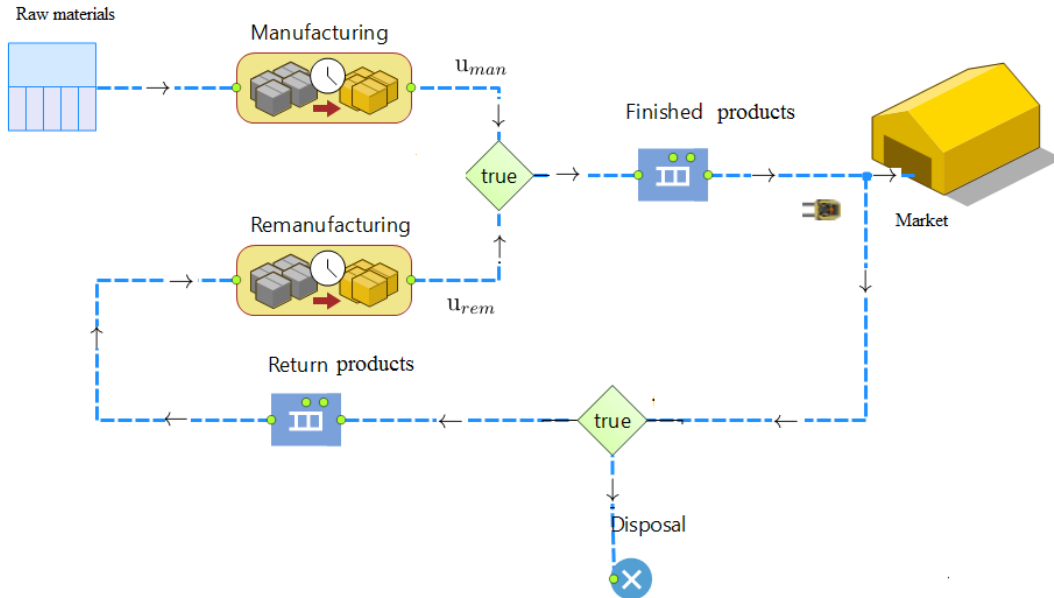 Raw materials
Manufacturing
u_man
Finished products
true
Market
Remanufacturing
u_rem
Return products
true
Disposal